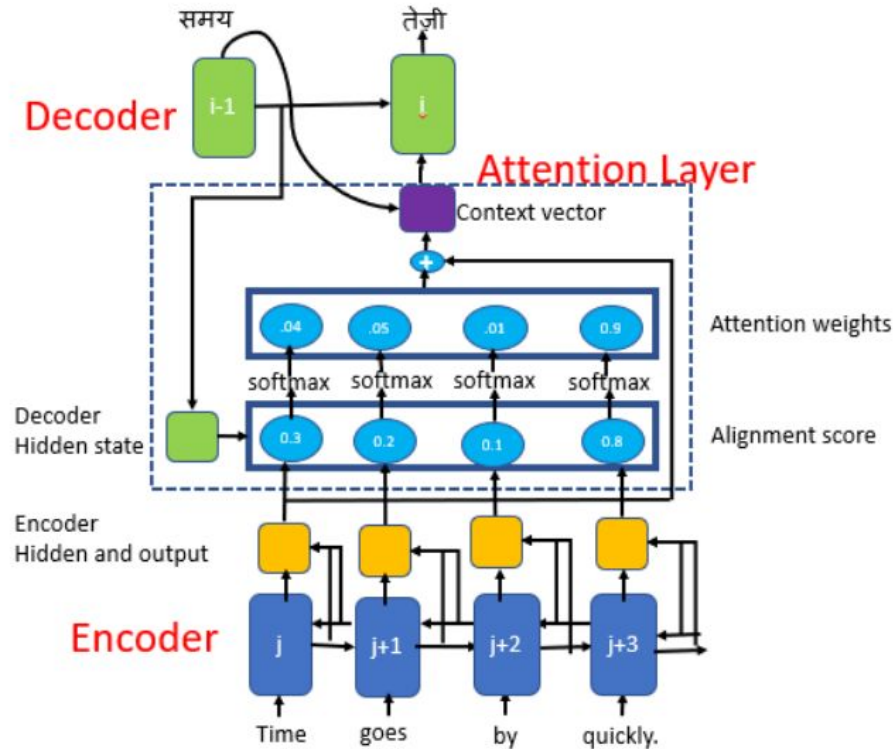 समय
तेज़ी
Decoder
i-1
i
Attention Layer
Context vector
+
.04
.05
.01
0.9
Attention weights
softmax
softmax
softmax
softmax
Decoder
Hidden state
0.3
0.2
0.1
0.8
Alignment score
Encoder
Hidden and output
Encoder
j
j+1
j+2
j+3
Time
goes
by
quickly.